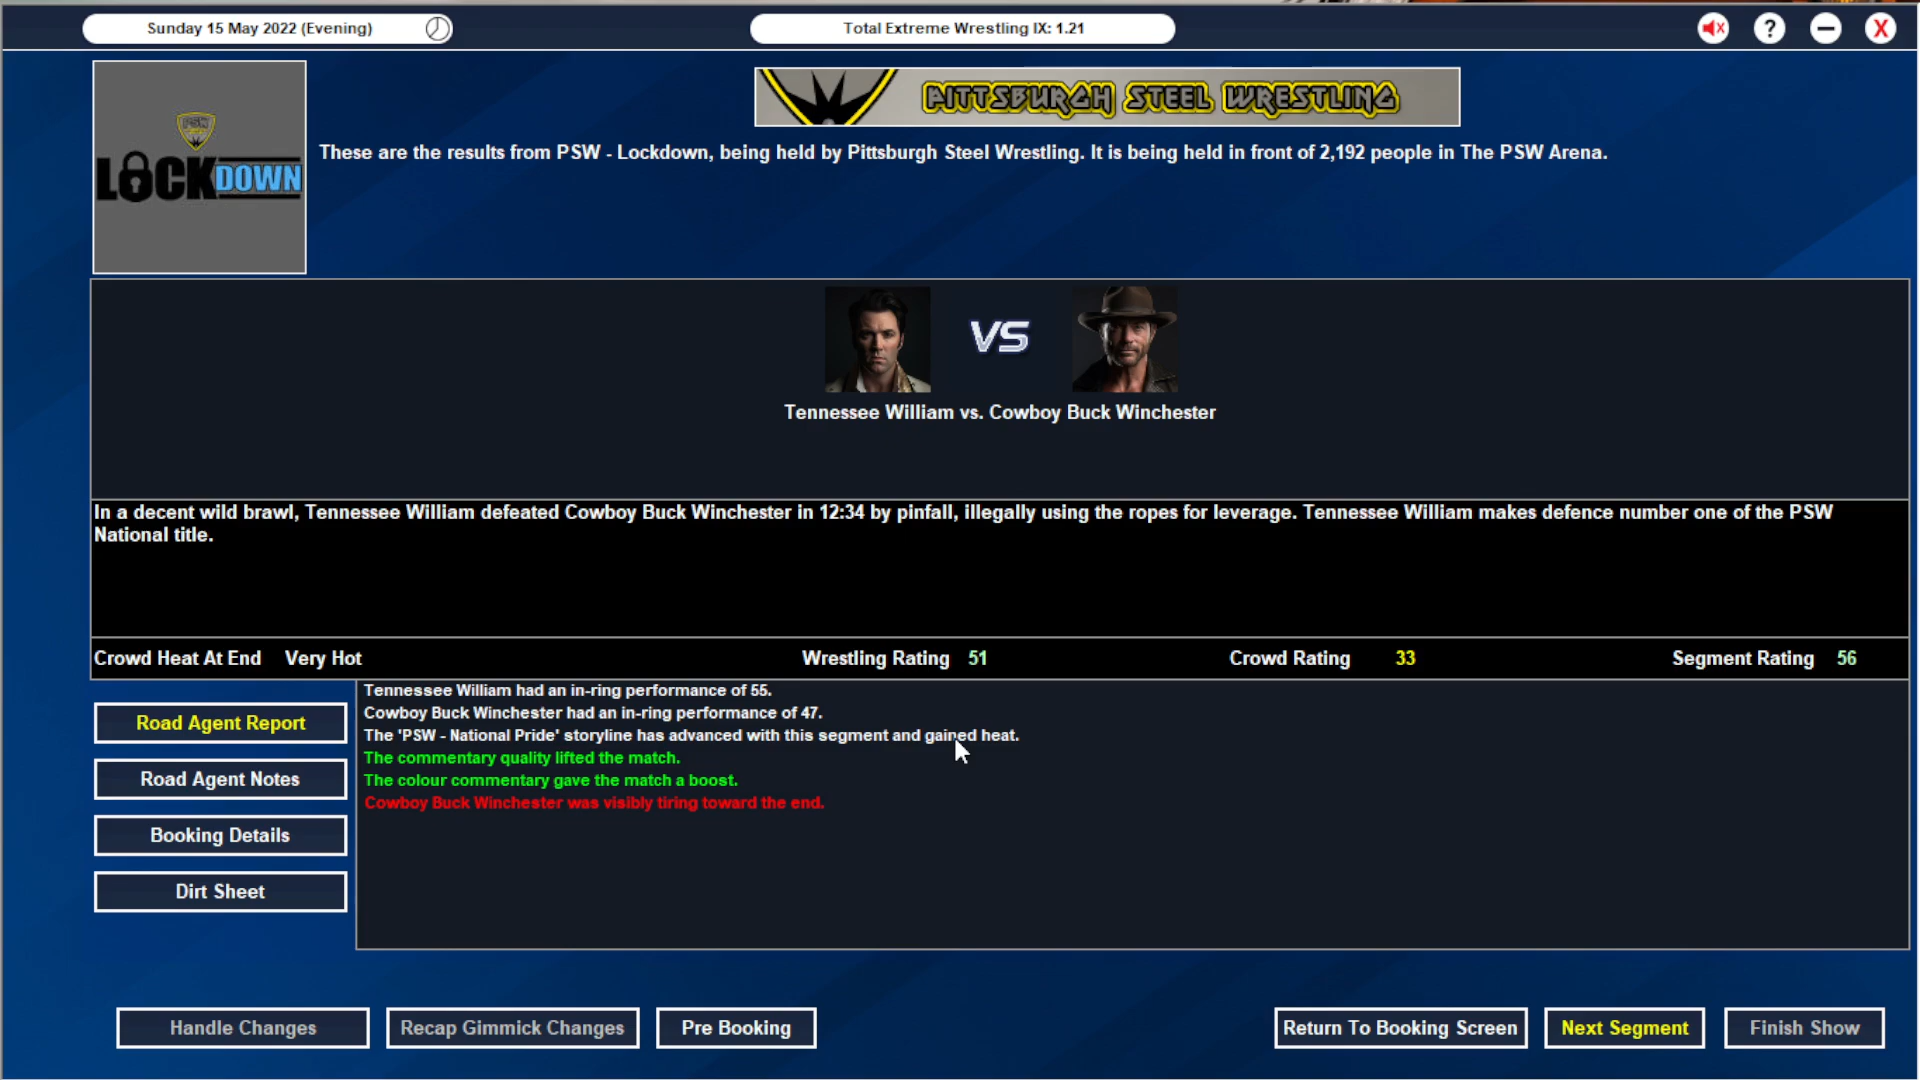 Sunday 15 May 2022 (Evening)
Total Extreme Wrestling IX: 1.21
?
X
PITTSBURGH STEEL WRESTLING
PSW
LOCKDOWN
These are the results from PSW - Lockdown, being held by Pittsburgh Steel Wrestling. It is being held in front of 2,192 people in The PSW Arena.
VS
Tennessee William vs. Cowboy Buck Winchester
In a decent wild brawl, Tennessee William defeated Cowboy Buck Winchester in 12:34 by pinfall, illegally using the ropes for leverage. Tennessee William makes defence number one of the PSW
National title.
Crowd Heat At End Very Hot Wrestling Rating 51 Crowd Rating 33 Segment Rating 56
Road Agent Report
Road Agent Notes
Booking Details
Dirt Sheet
Tennessee William had an in-ring performance of 55.
Cowboy Buck Winchester had an in-ring performance of 47.
The 'PSW - National Pride' storyline has advanced with this segment and gained heat.
The commentary quality lifted the match.
The colour commentary gave the match a boost.
Cowboy Buck Winchester was visibly tiring toward the end.
Handle Changes
Recap Gimmick Changes
Pre Booking
Return To Booking Screen
Next Segment
Finish Show